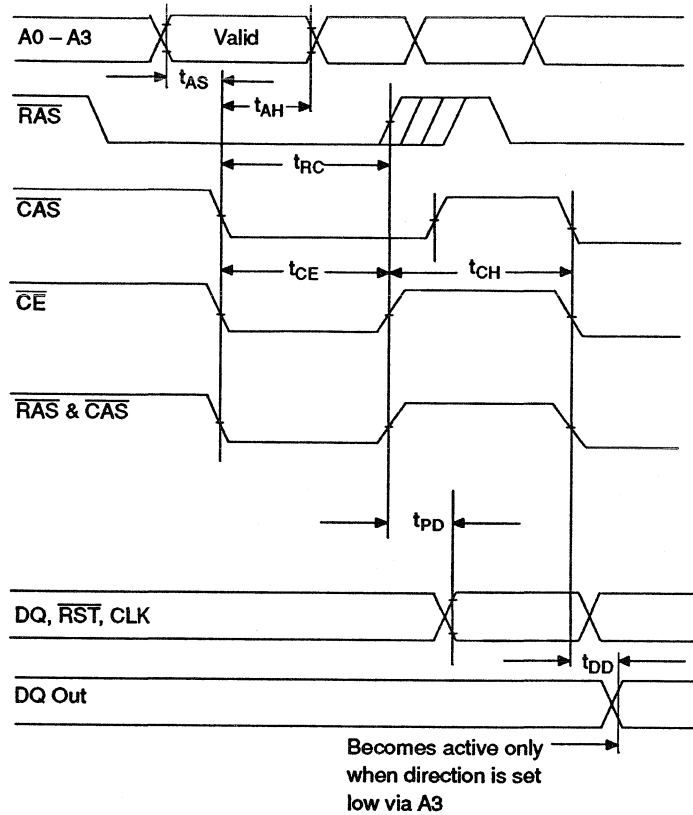 A0 – A3
Valid
tAS
tAH
RAS
tRC
CAS
tCE
tCH
CE
RAS & CAS
tPD
DQ, RST, CLK
tDD
DQ Out
Becomes active only
when direction is set
low via A3